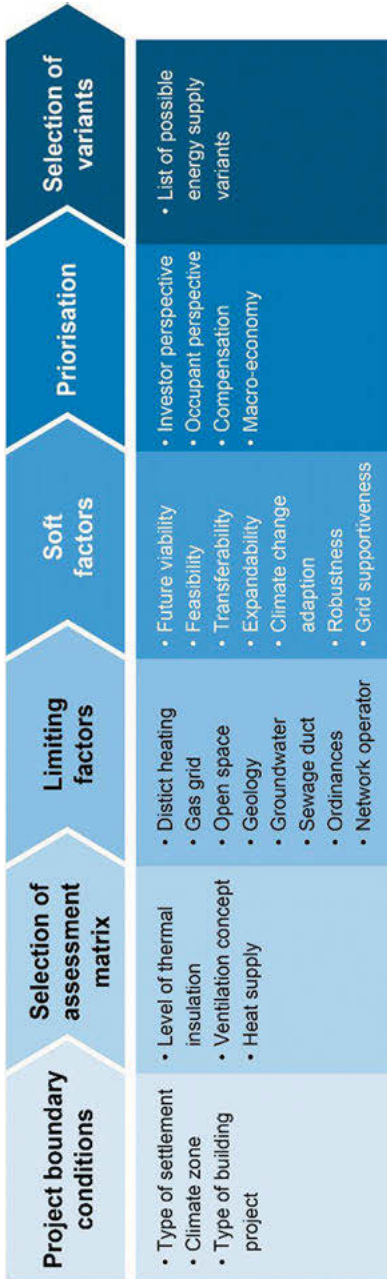 Project boundary
conditions
• Type of settlement
• Climate zone
• Type of building
project
Selection of
assessment
matrix
• Level of thermal
insulation
• Ventilation concept
• Heat supply
Limiting
factors
• Distict heating
• Gas grid
• Open space
• Geology
• Groundwater
• Sewage duct
• Ordinances
• Network operator
Soft
factors
• Future viability
• Feasibility
• Transferability
• Expandability
• Climate change
adaption
• Robustness
• Grid supportiveness
Priorisation
• Investor perspective
• Occupant perspective
• Compensation
• Macro-economy
Selection of
variants
• List of possible
energy supply
variants